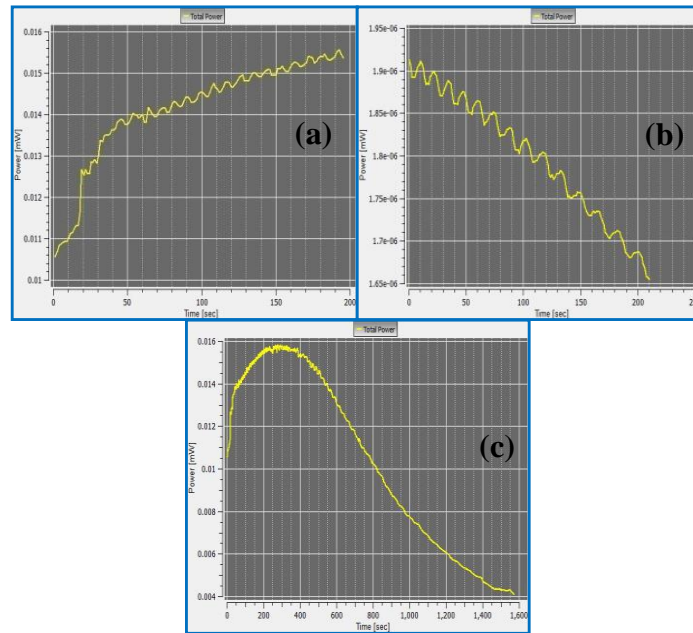 Total Power
0.016
0.015
0.014
0.013
0.012
0.011
0.01
Power [mW]
0
50
100
150
200
Time [sec]
(a)
Total Power
1.95e-06
1.9e-06
1.85e-06
1.8e-06
1.75e-06
1.7e-06
1.65e-06
Power [mW]
0
50
100
150
200
Time [sec]
(b)
Total Power
0.016
0.014
0.012
0.01
0.008
0.006
0.004
Power [mW]
0
200
400
600
800
1,000
1,200
1,400
1,600
Time [sec]
(c)